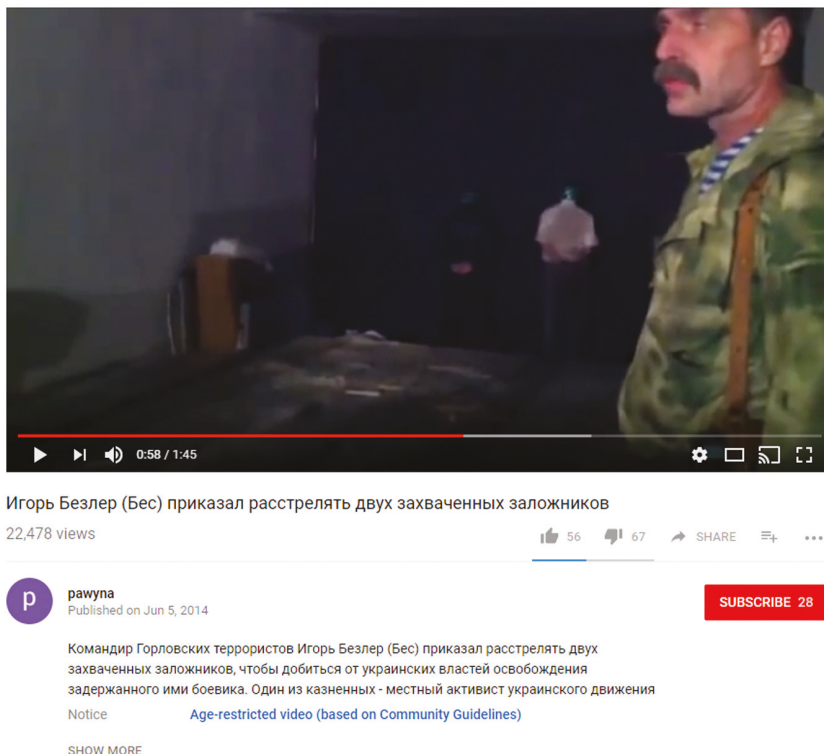 0:58 / 1:45
Игорь Безлер (Бес) приказал расстрелять двух захваченных заложников
22,478 views
56 67 SHARE
p
pawyna
Published on Jun 5, 2014
SUBSCRIBE 28
Командир Горловских террористов Игорь Безлер (Бес) приказал расстрелять двух
захваченных заложников, чтобы добиться от украинских властей освобождения
задержанного ими боевика. Один из казненных - местный активист украинского движения
Notice Age-restricted video (based on Community Guidelines)
SHOW MORE